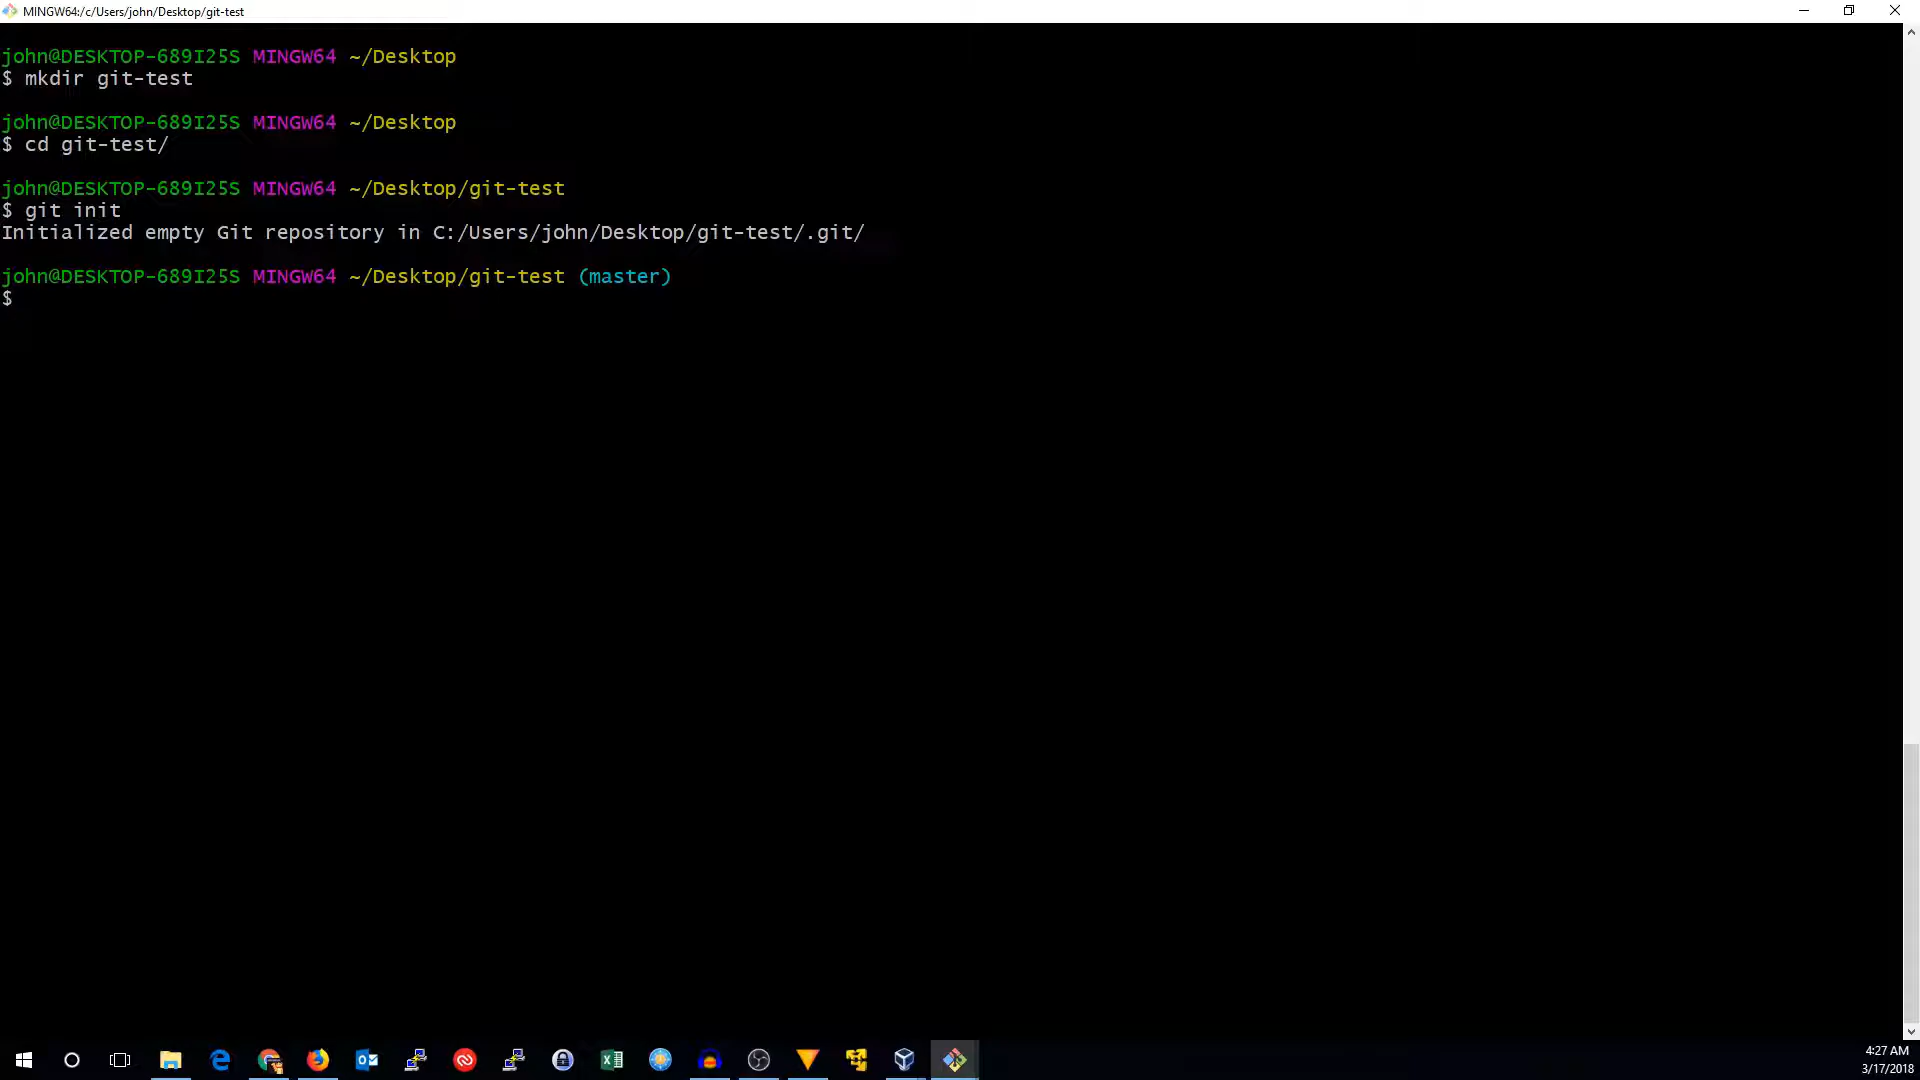 MINGW64:/c/Users/john/Desktop/git-test
john@DESKTOP-689I25S MINGW64 ~/Desktop
$ mkdir git-test
john@DESKTOP-689I25S MINGW64 ~/Desktop
$ cd git-test/
john@DESKTOP-689I25S MINGW64 ~/Desktop/git-test
$ git init
Initialized empty Git repository in C:/Users/john/Desktop/git-test/.git/
john@DESKTOP-689I25S MINGW64 ~/Desktop/git-test (master)
$
4:27 AM
3/17/2018